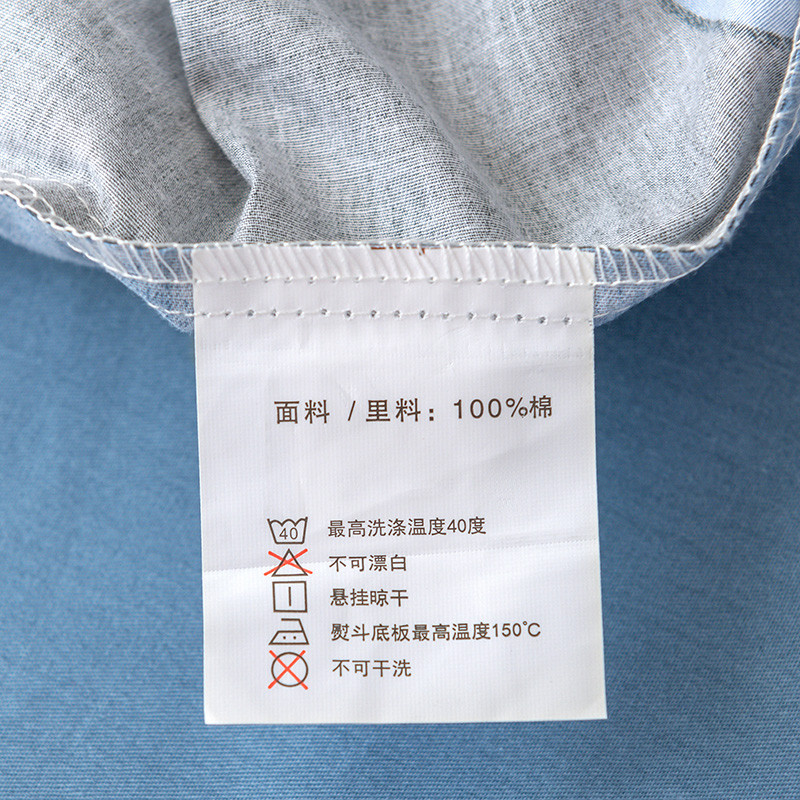 面料 /里料：100%棉
40 最高洗涤温度40度
不可漂白
悬挂晾干
熨斗底板最高温度150℃
不可干洗